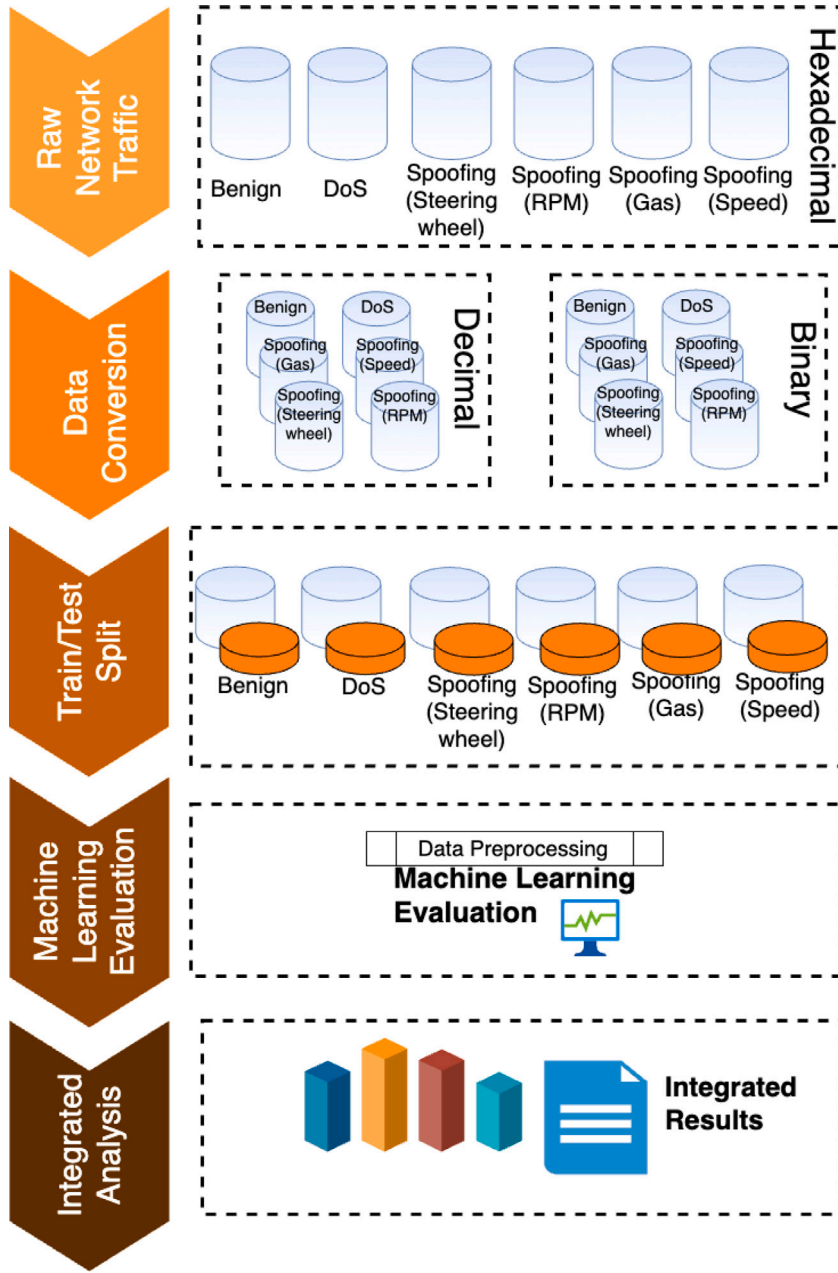 Raw
Network
Traffic
Benign
DoS
Spoofing
(Steering
wheel)
Spoofing
(RPM)
Spoofing
(Gas)
Spoofing
(Speed)
Hexadecimal
Data
Conversion
Benign
DoS
Spoofing
(Gas)
Spoofing
(Speed)
Spoofing
(Steering
wheel)
Spoofing
(RPM)
Decimal
Benign
DoS
Spoofing
(Gas)
Spoofing
(Speed)
Spoofing
(Steering
wheel)
Spoofing
(RPM)
Binary
Train/Test
Split
Benign
DoS
Spoofing
(Steering
wheel)
Spoofing
(RPM)
Spoofing
(Gas)
Spoofing
(Speed)
Machine
Learning
Evaluation
Data Preprocessing
Machine Learning
Evaluation
Integrated
Analysis
Integrated
Results